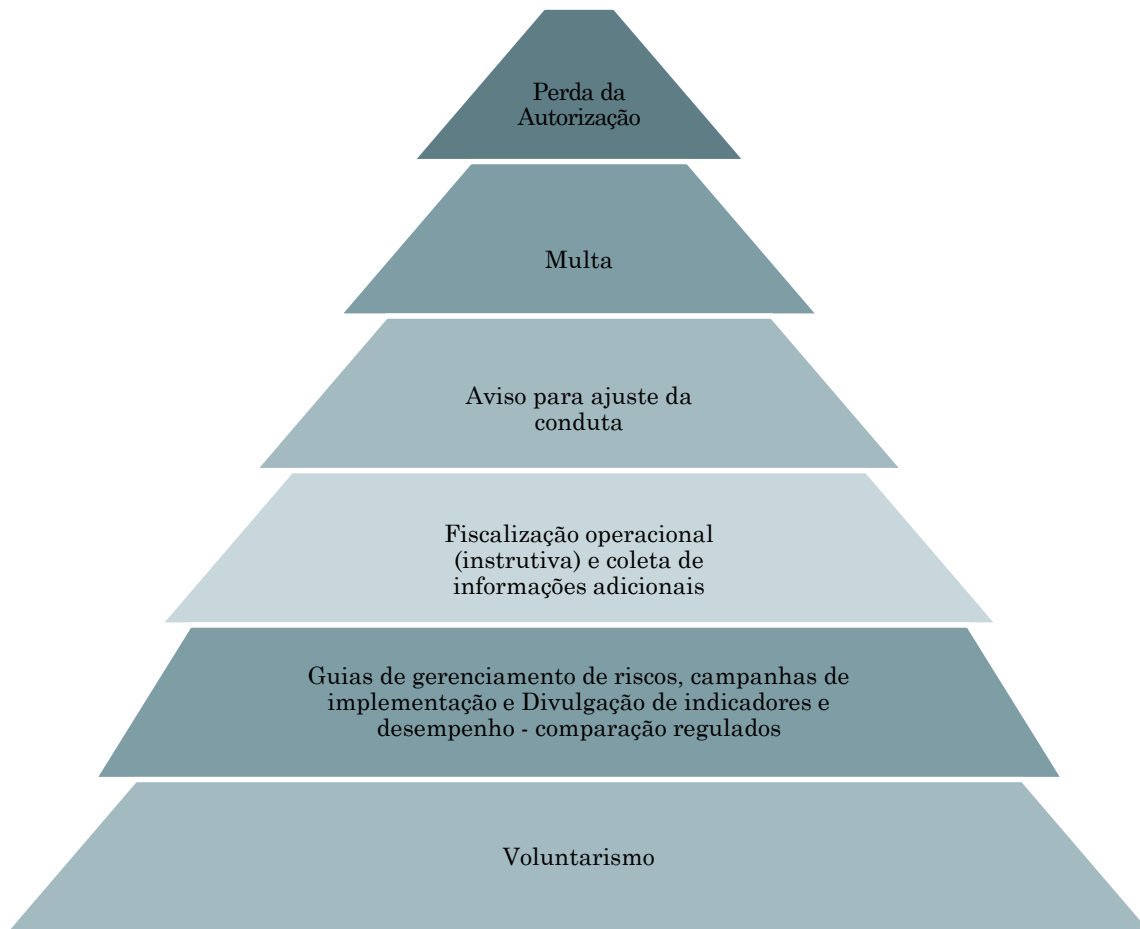 Perda da
Autorização
Multa
Aviso para ajuste da
conduta
Fiscalização operacional
(instrutiva) e coleta de
informações adicionais
Guias de gerenciamento de riscos, campanhas de
implementação e Divulgação de indicadores e
desempenho - comparação regulados
Voluntarismo